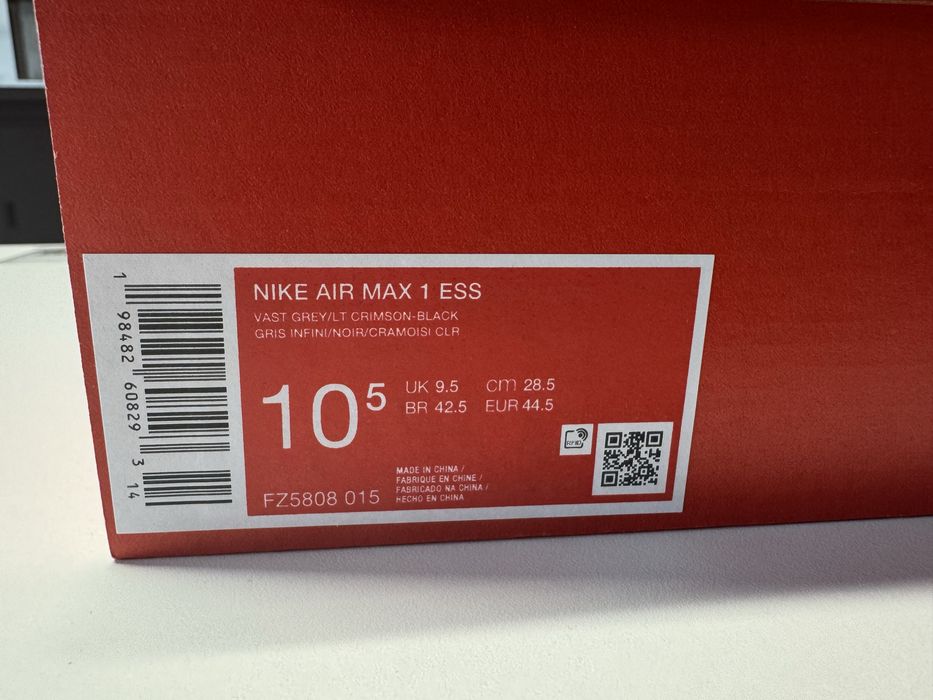 NIKE AIR MAX 1 ESS
VAST GREY/LT CRIMSON-BLACK
GRIS INFINI/NOIR/CRAMOISI CLR
10 5
UK 9.5 cm 28.5
BR 42.5 EUR 44.5
MADE IN CHINA /
FABRIQUE EN CHINE /
FABRICADO NA CHINA /
HECHO EN CHINA
FZ5808 015
RFID
1 98482 60829 3 14